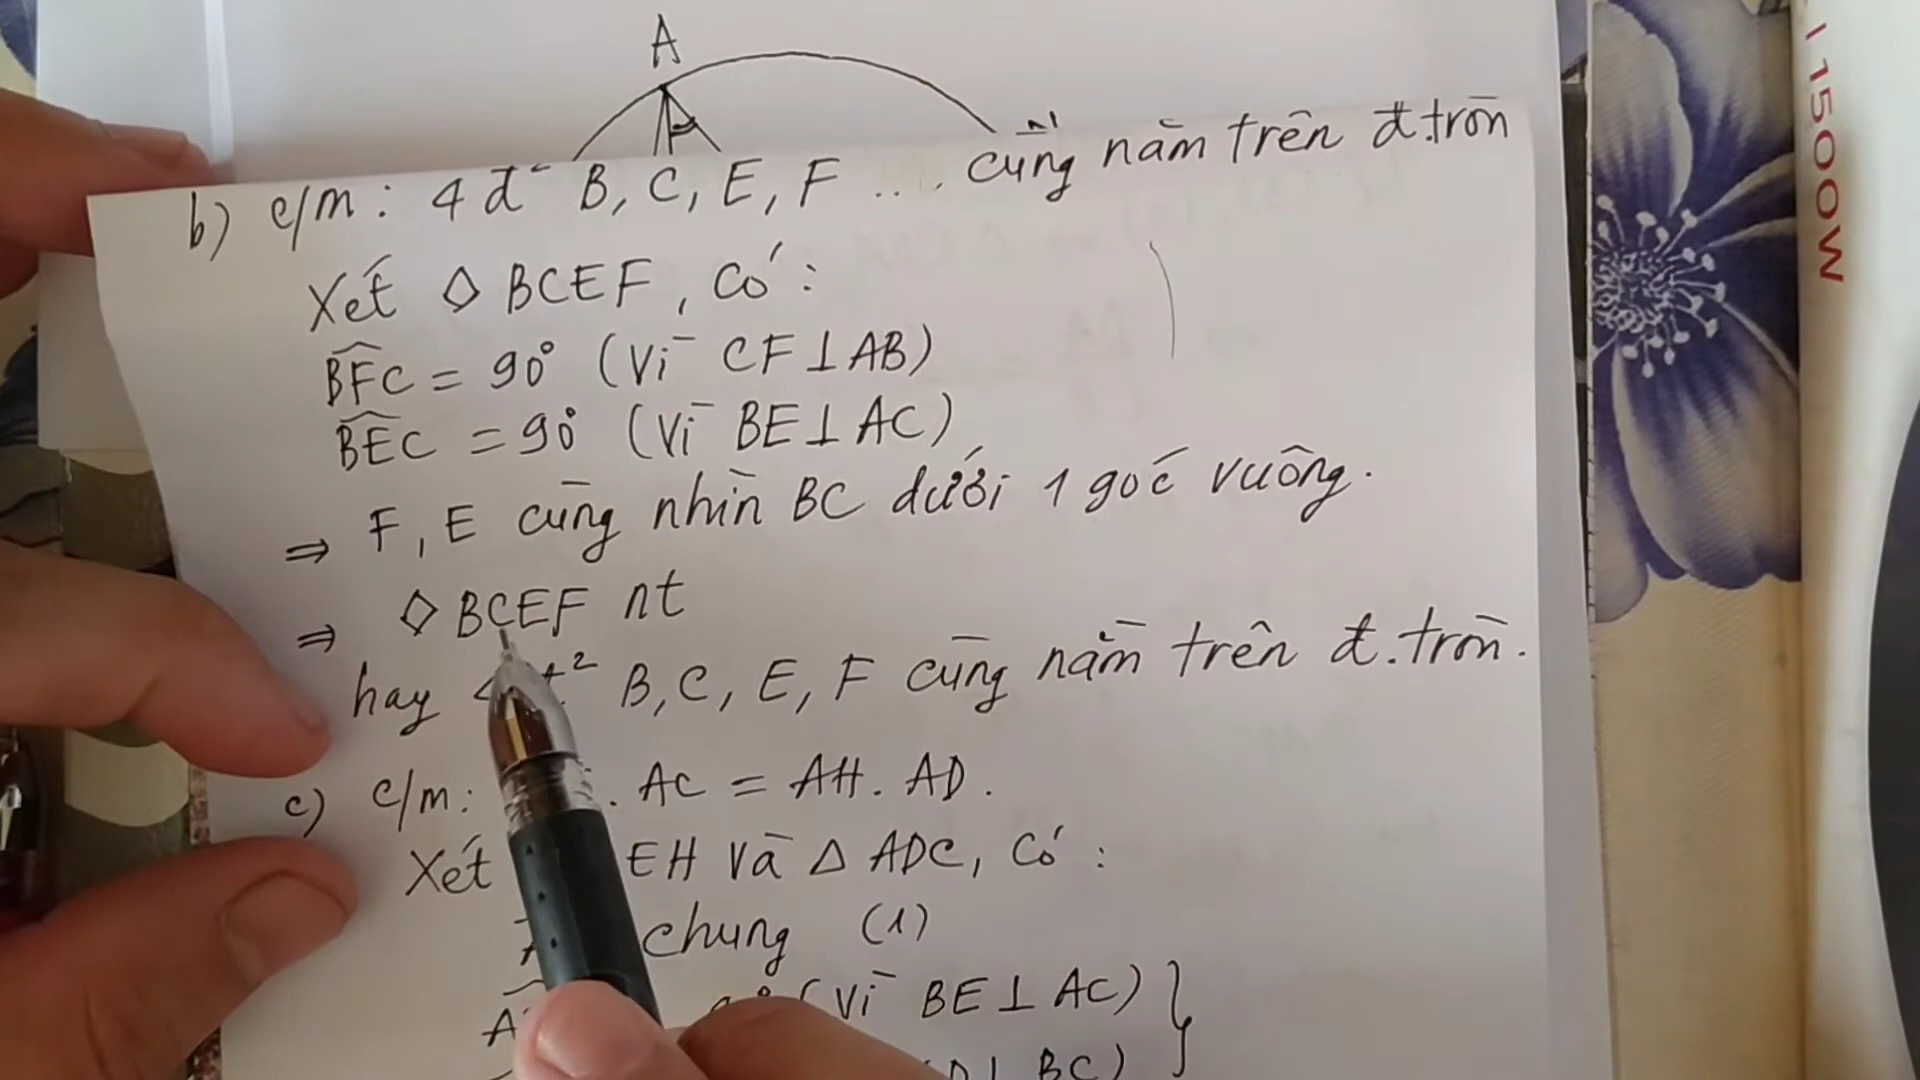 A
b) c/m: 4 đ² B, C, E, F ... cùng nằm trên đ.tròn
Xét ◇ BCEF, có:
BFC = 90° (Vì CF⊥AB)
BEC = 90° (Vì BE⊥AC)
⇒ F, E cùng nhìn BC dưới 1 góc vuông.
⇒ ◇ BCEF nt
hay B, C, E, F cùng nằm trên đ.tròn.
c) c/m: . AC = AH. AD.
Xét EH và △ ADC, có:
chung (1)
(Vì BE⊥AC) }
BC)
1500W